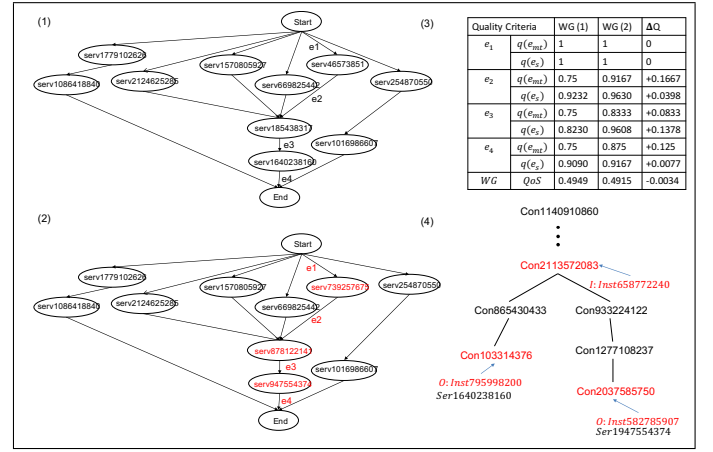 (1)
Start
e1
serv1779102626
serv1570805927
serv46573851
serv1086418840
serv2124625285
serv669825442
serv254870550
e2
serv185438317
e3
serv1016986607
serv1640238160
e4
End
(3)
Quality Criteria WG (1) WG (2) ΔQ
e1 q(emt) 1 1 0
q(es) 1 1 0
e2 q(emt) 0.75 0.9167 +0.1667
q(es) 0.9232 0.9630 +0.0398
e3 q(emt) 0.75 0.8333 +0.0833
q(es) 0.8230 0.9608 +0.1378
e4 q(emt) 0.75 0.875 +0.125
q(es) 0.9090 0.9167 +0.0077
WG QoS 0.4949 0.4915 -0.0034
(2)
Start
e1
serv1779102626
serv1570805927
serv739257675
serv254870550
serv1086418840
serv2124625285
serv669825442
e2
serv878122141
e3
serv1016986607
serv947554374
e4
End
(4)
Con1140910860
Con2113572083
I: Inst658772240
Con865430433
Con933224122
Con103314376
Con1277108237
O: Inst795998200
Ser1640238160
Con2037585750
O: Inst582785907
Ser1947554374